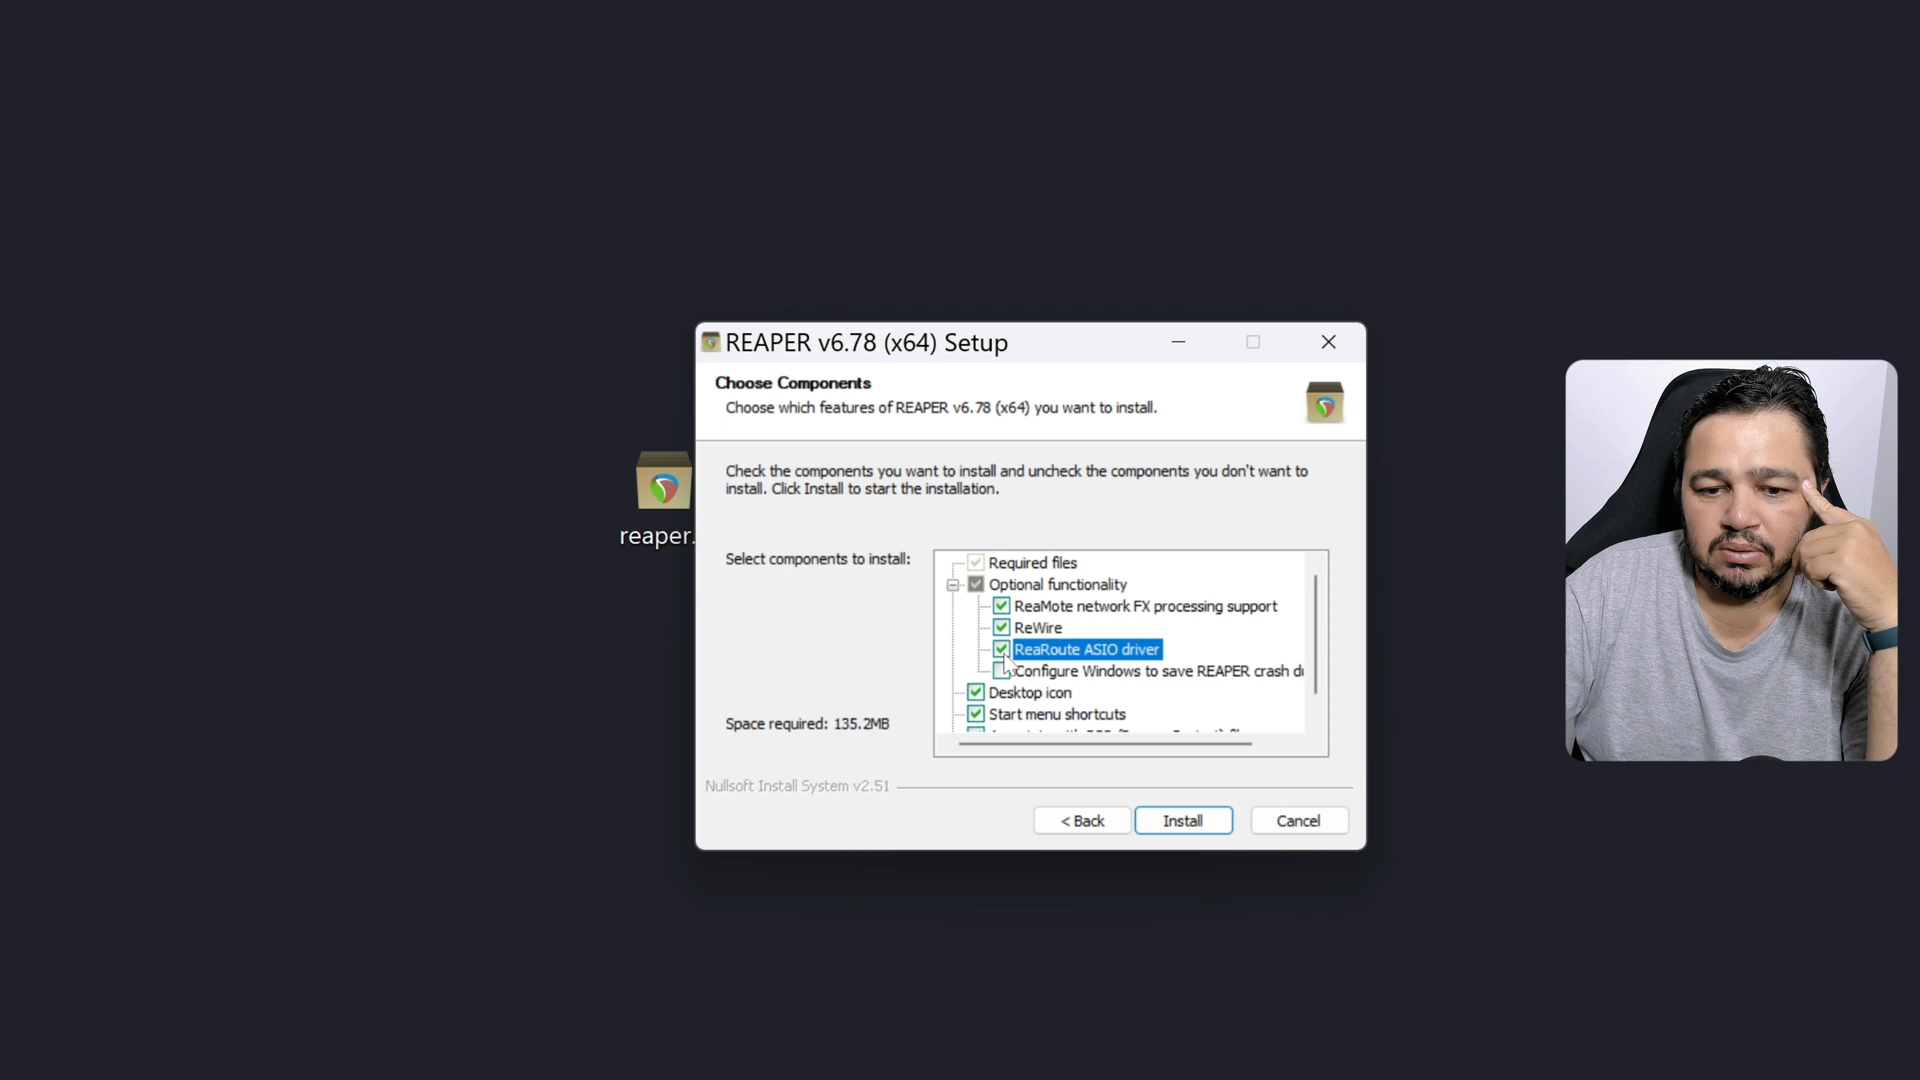 REAPER v6.78 (x64) Setup
Choose Components
Choose which features of REAPER v6.78 (x64) you want to install.
Check the components you want to install and uncheck the components you don't want to
install. Click Install to start the installation.
reaper.
Select components to install:
Required files
Optional functionality
ReaMote network FX processing support
ReWire
ReaRoute ASIO driver
Configure Windows to save REAPER crash
Desktop icon
Start menu shortcuts
Space required: 135.2MB
Nullsoft Install System v2.51
< Back
Install
Cancel